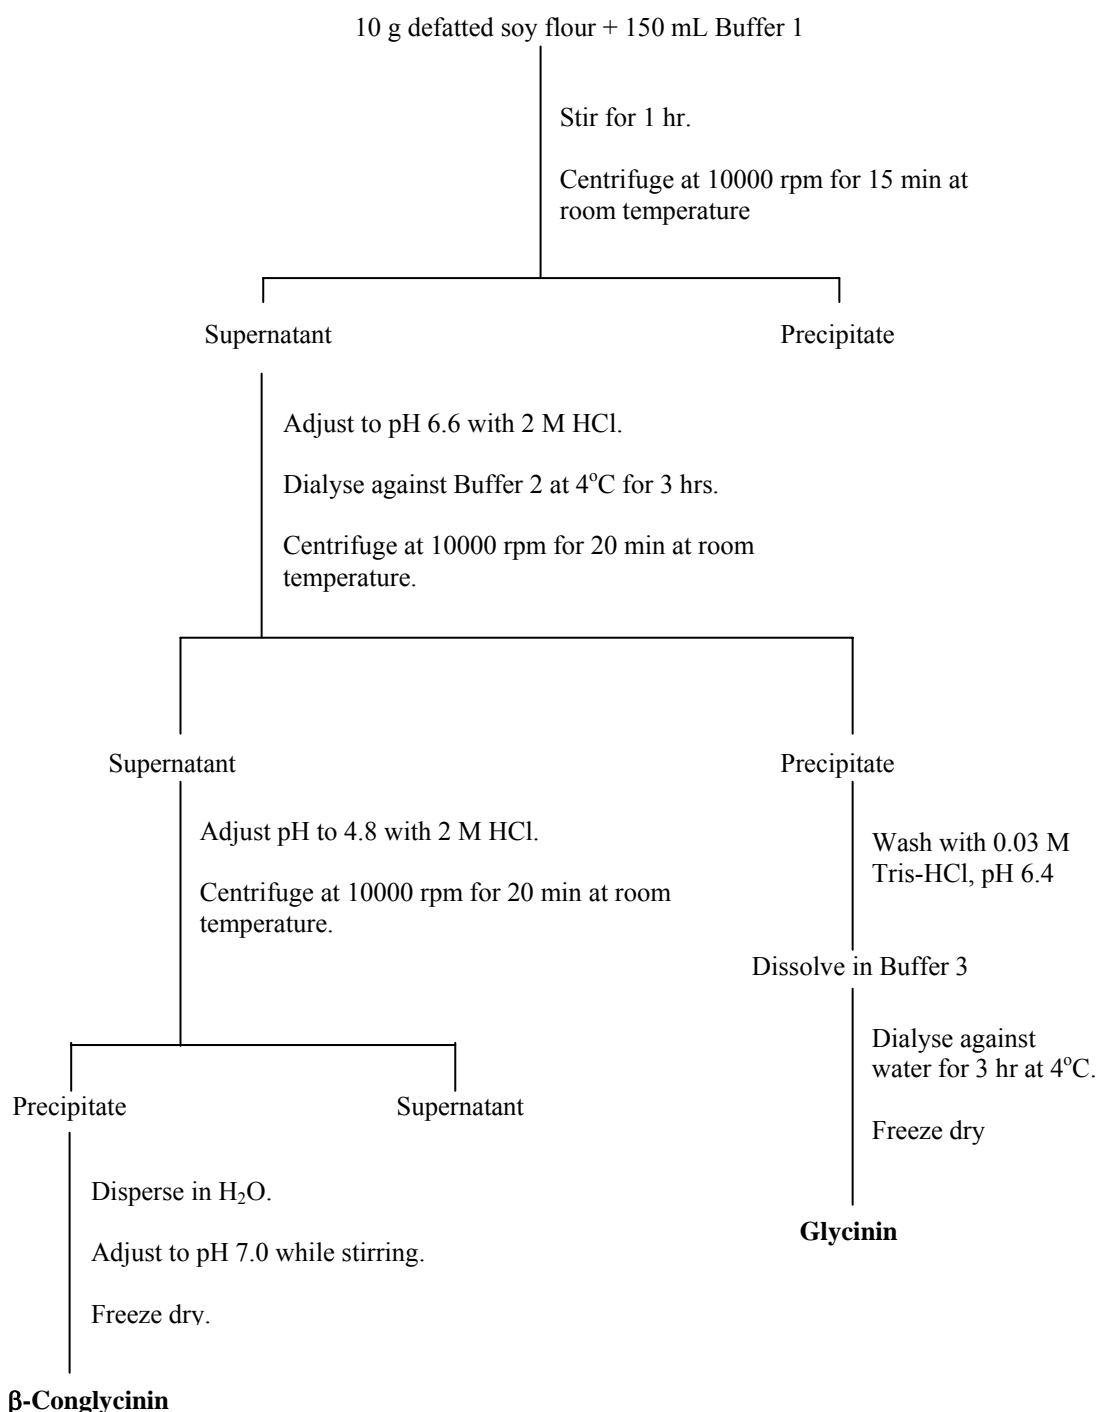 10 g defatted soy flour + 150 mL Buffer 1
Stir for 1 hr.
Centrifuge at 10000 rpm for 15 min at
room temperature
Supernatant
Precipitate
Adjust to pH 6.6 with 2 M HCl.
Dialyse against Buffer 2 at 4°C for 3 hrs.
Centrifuge at 10000 rpm for 20 min at room
temperature.
Supernatant
Precipitate
Adjust pH to 4.8 with 2 M HCl.
Centrifuge at 10000 rpm for 20 min at room
temperature.
Wash with 0.03 M
Tris-HCl, pH 6.4
Dissolve in Buffer 3
Dialyse against
water for 3 hr at 4°C.
Freeze dry
Glycinin
Precipitate
Supernatant
Disperse in H₂O.
Adjust to pH 7.0 while stirring.
Freeze dry.
β-Conglycinin